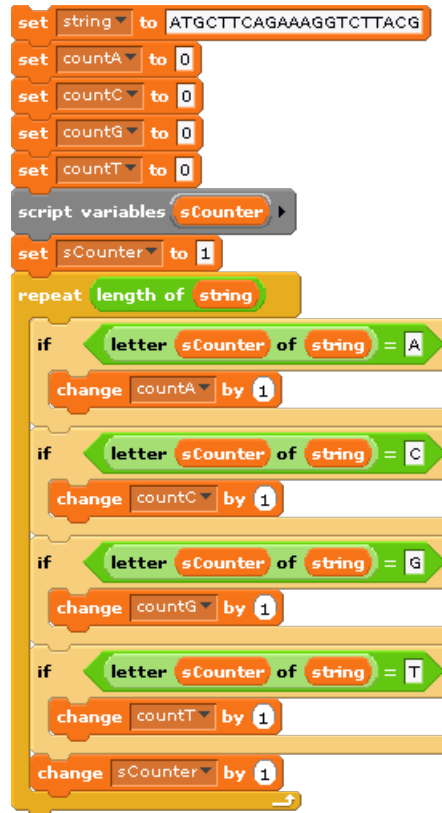 set string to ATGCTTCAGAAAGGTCTTACG
set countA to 0
set countC to 0
set countG to 0
set countT to 0
script variables sCounter
set sCounter to 1
repeat length of string
if letter sCounter of string = A
change countA by 1
if letter sCounter of string = C
change countC by 1
if letter sCounter of string = G
change countG by 1
if letter sCounter of string = T
change countT by 1
change sCounter by 1